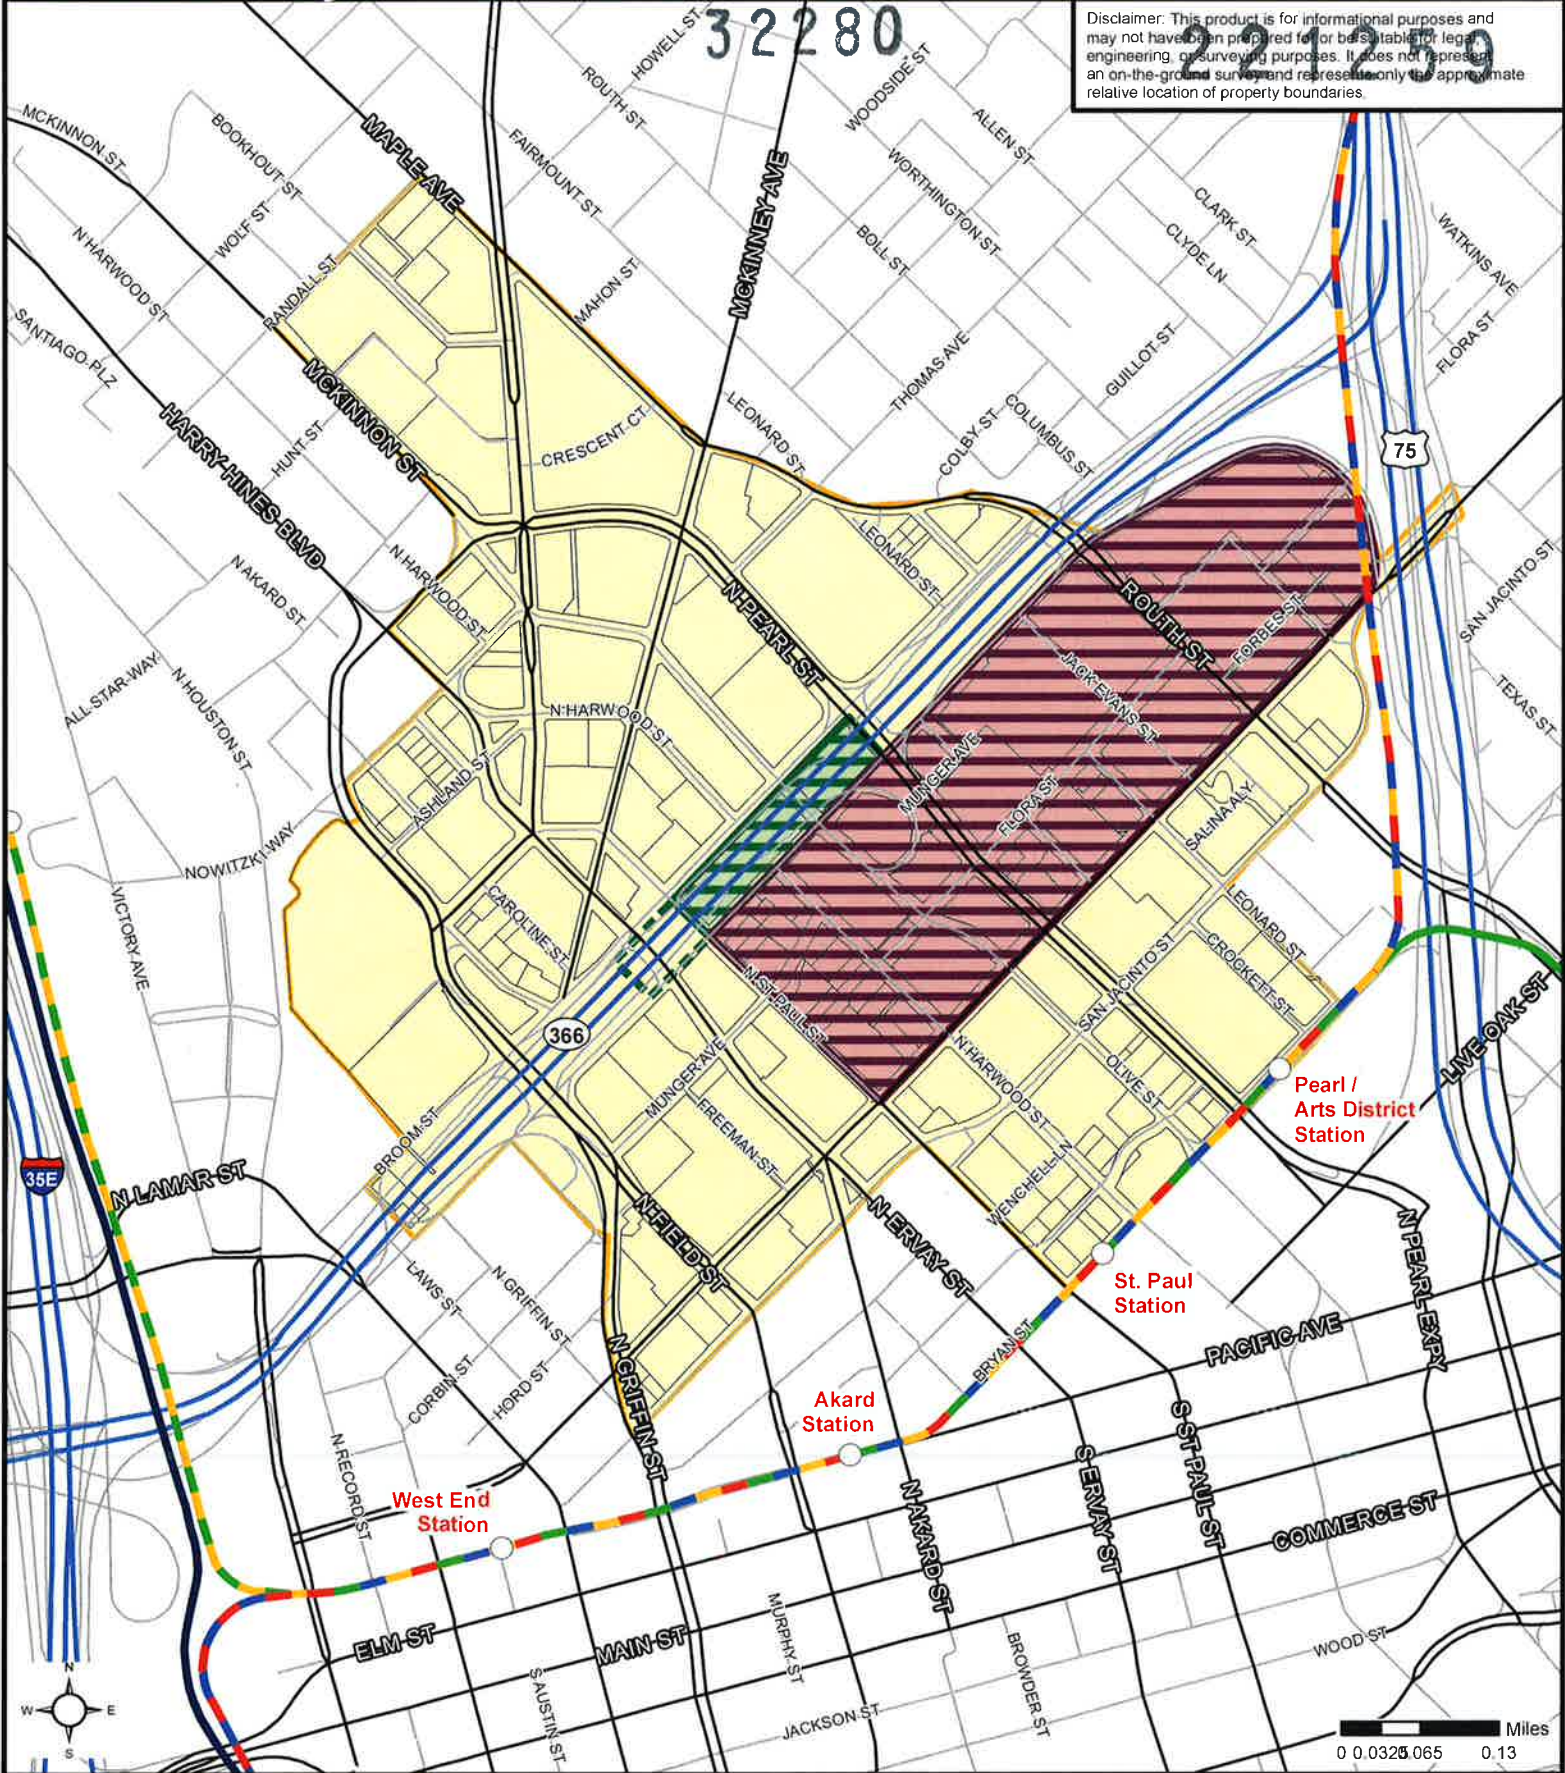 32280
221259
Disclaimer: This product is for informational purposes and
may not have been prepared for or be suitable for legal,
engineering, or surveying purposes. It does not represent
an on-the-ground survey and represents only the approximate
relative location of property boundaries.
HOWELL ST
ROUTH ST
WOODSIDE ST
ALLEN ST
MCKINNON ST
BOOKHOUT ST
MAPLE AVE
FAIRMOUNT ST
MCKINNEY AVE
WORTHINGTON ST
CLARK ST
WATKINS AVE
WOLF ST
N HARWOOD ST
BOLL ST
CLYDE LN
RANDALL ST
MAHON ST
SANTIAGO PLZ
THOMAS AVE
GUILLOT ST
FLORA ST
MCKINNON ST
HARRY HINES BLVD
HUNT ST
CRESCENT CT
LEONARD ST
COLBY ST
COLUMBUS ST
75
LEONARD ST
N AKARD ST
N HARWOOD ST
N PEARL ST
ROUTH ST
FORBES ST
SAN JACINTO ST
ALL STAR WAY
N HOUSTON ST
JACK EVANS ST
TEXAS ST
N HARWOOD ST
ASHLAND ST
MUNGER AVE
FLORA ST
SALINA ALY
NOWITZKI WAY
VICTORY AVE
CAROLINE ST
LEONARD ST
CROCKETT ST
N ST PAUL ST
SAN JACINTO ST
366
LIVE OAK ST
MUNGER AVE
FREEMAN ST
N HARWOOD ST
OLIVE ST
Pearl /
Arts District
Station
BROOM ST
35E
N LAMAR ST
WENCHELL LN
N FIELD ST
N ERVAY ST
N PEARL EXPY
LAWS ST
N GRIFFIN ST
St. Paul
Station
BRYAN ST
PACIFIC AVE
N GRIFFIN ST
CORBIN ST
HORD ST
Akard
Station
S ST PAUL ST
N RECORD ST
West End
Station
S ERVAY ST
N AKARD ST
COMMERCE ST
ELM ST
MAIN ST
MURPHY ST
BROWDER ST
WOOD ST
S AUSTIN ST
JACKSON ST
N
W
E
S
Miles
0 0.0325 0.065 0.13